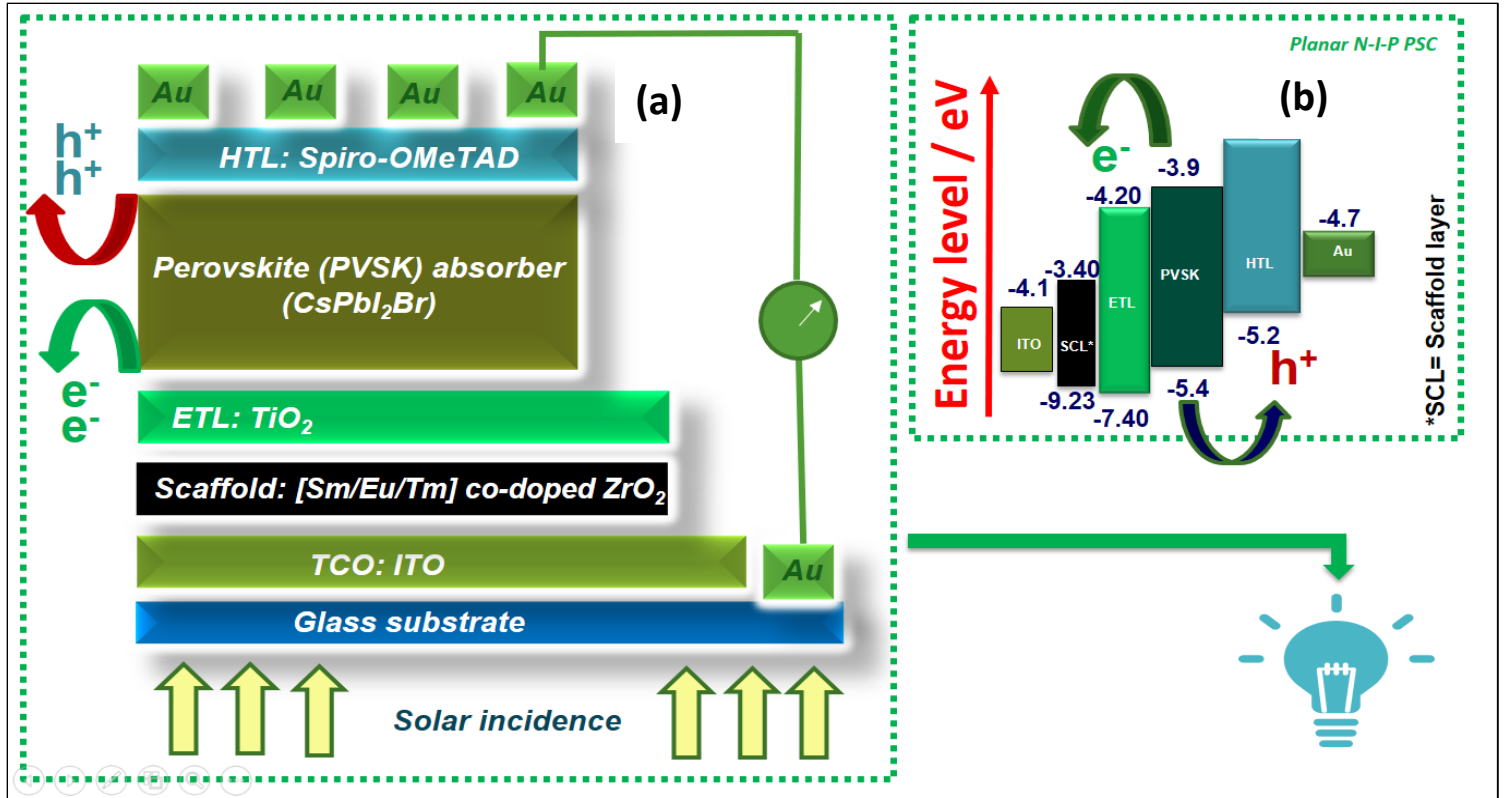 (a)
Au Au Au Au
HTL: Spiro-OMeTAD
h⁺
h⁺
Perovskite (PVSK) absorber
(CsPbI₂Br)
e⁻
e⁻
ETL: TiO₂
Scaffold: [Sm/Eu/Tm] co-doped ZrO₂
TCO: ITO
Au
Glass substrate
Solar incidence
Planar N-I-P PSC
(b)
Energy level / eV
e⁻
-3.9
-4.20
-4.7
-3.40
-4.1
PVSK
HTL
Au
ETL
ITO
SCL*
-5.2
-5.4
h⁺
-9.23
-7.40
*SCL= Scaffold layer